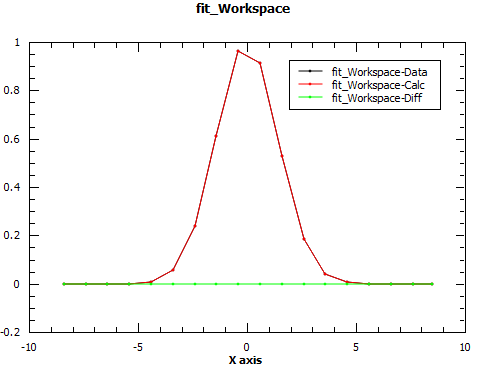 fit_Workspace
1
fit_Workspace-Data
fit_Workspace-Calc
fit_Workspace-Diff
0.8
0.6
0.4
0.2
0
-0.2
-10 -5 0 5 10
X axis